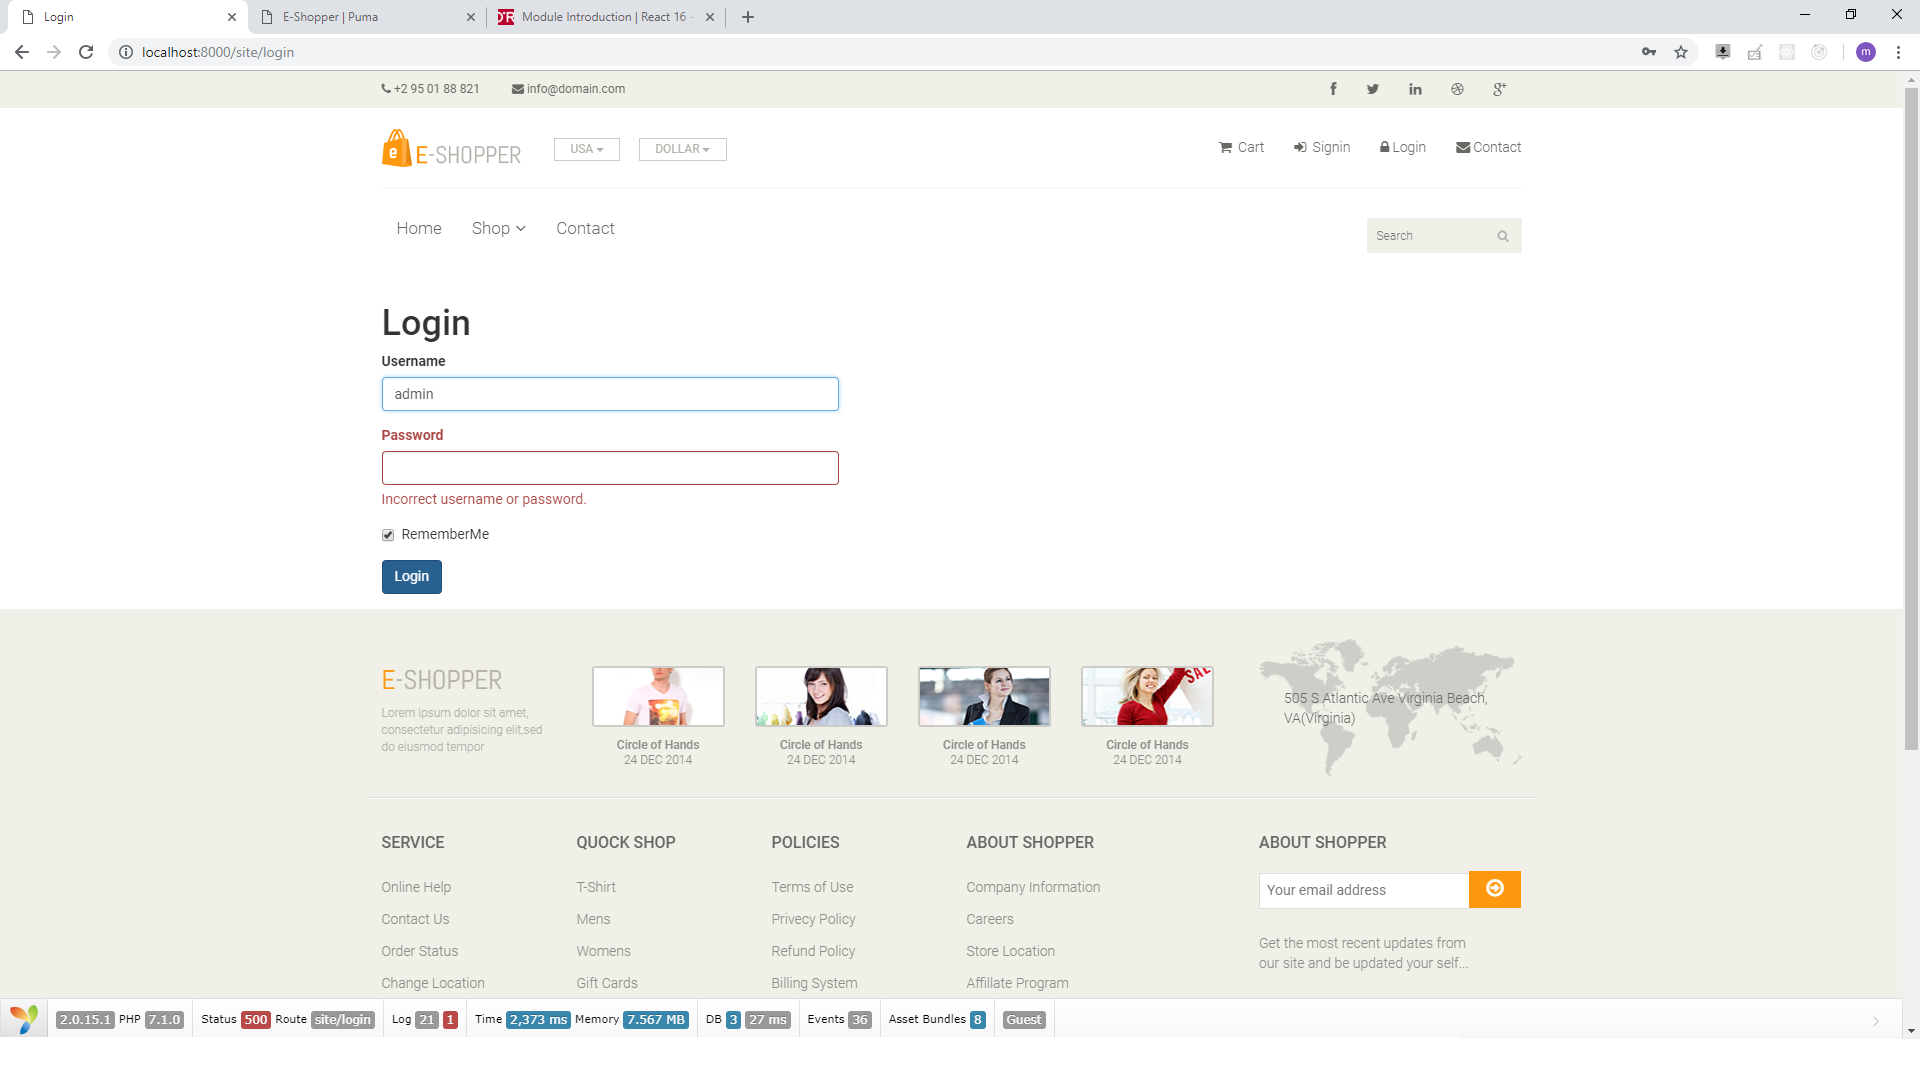 Login
E-Shopper | Puma
Module Introduction | React 16 -
localhost:8000/site/login
m
+2 95 01 88 821
info@domain.com
E-SHOPPER
USA
DOLLAR
Cart
Signin
Login
Contact
Home
Shop
Contact
Search
Login
Username
admin
Password
Incorrect username or password.
RememberMe
Login
E-SHOPPER
Lorem ipsum dolor sit amet,
consectetur adipisicing elit,sed
do eiusmod tempor
Circle of Hands
24 DEC 2014
Circle of Hands
24 DEC 2014
Circle of Hands
24 DEC 2014
SALE
Circle of Hands
24 DEC 2014
505 S Atlantic Ave Virginia Beach,
VA(Virginia)
SERVICE
Online Help
Contact Us
Order Status
Change Location
QUOCK SHOP
T-Shirt
Mens
Womens
Gift Cards
POLICIES
Terms of Use
Privecy Policy
Refund Policy
Billing System
ABOUT SHOPPER
Company Information
Careers
Store Location
Affillate Program
ABOUT SHOPPER
Your email address
Get the most recent updates from
our site and be updated your self...
2.0.15.1 PHP 7.1.0 Status 500 Route site/login Log 21 1 Time 2,373 ms Memory 7.567 MB DB 3 27 ms Events 36 Asset Bundles 8 Guest